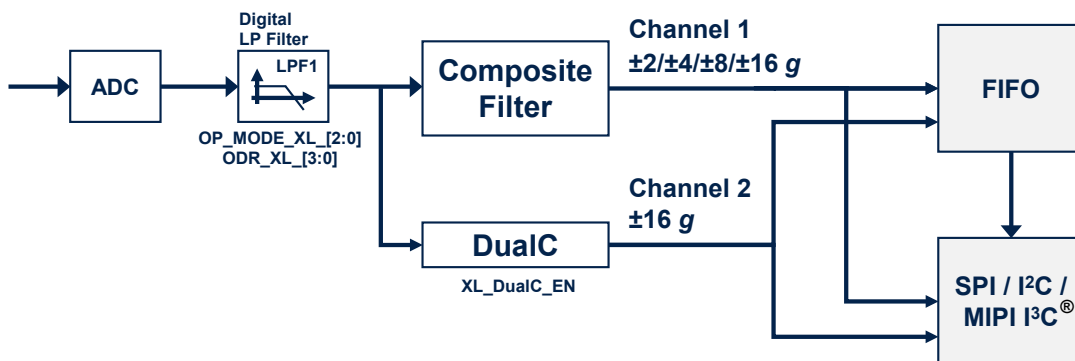 Digital
LP Filter
ADC
LPF1
OP_MODE_XL_[2:0]
ODR_XL_[3:0]
Composite
Filter
Channel 1
±2/±4/±8/±16 g
FIFO
Channel 2
±16 g
DualC
XL_DualC_EN
SPI / I²C /
MIPI I³C®